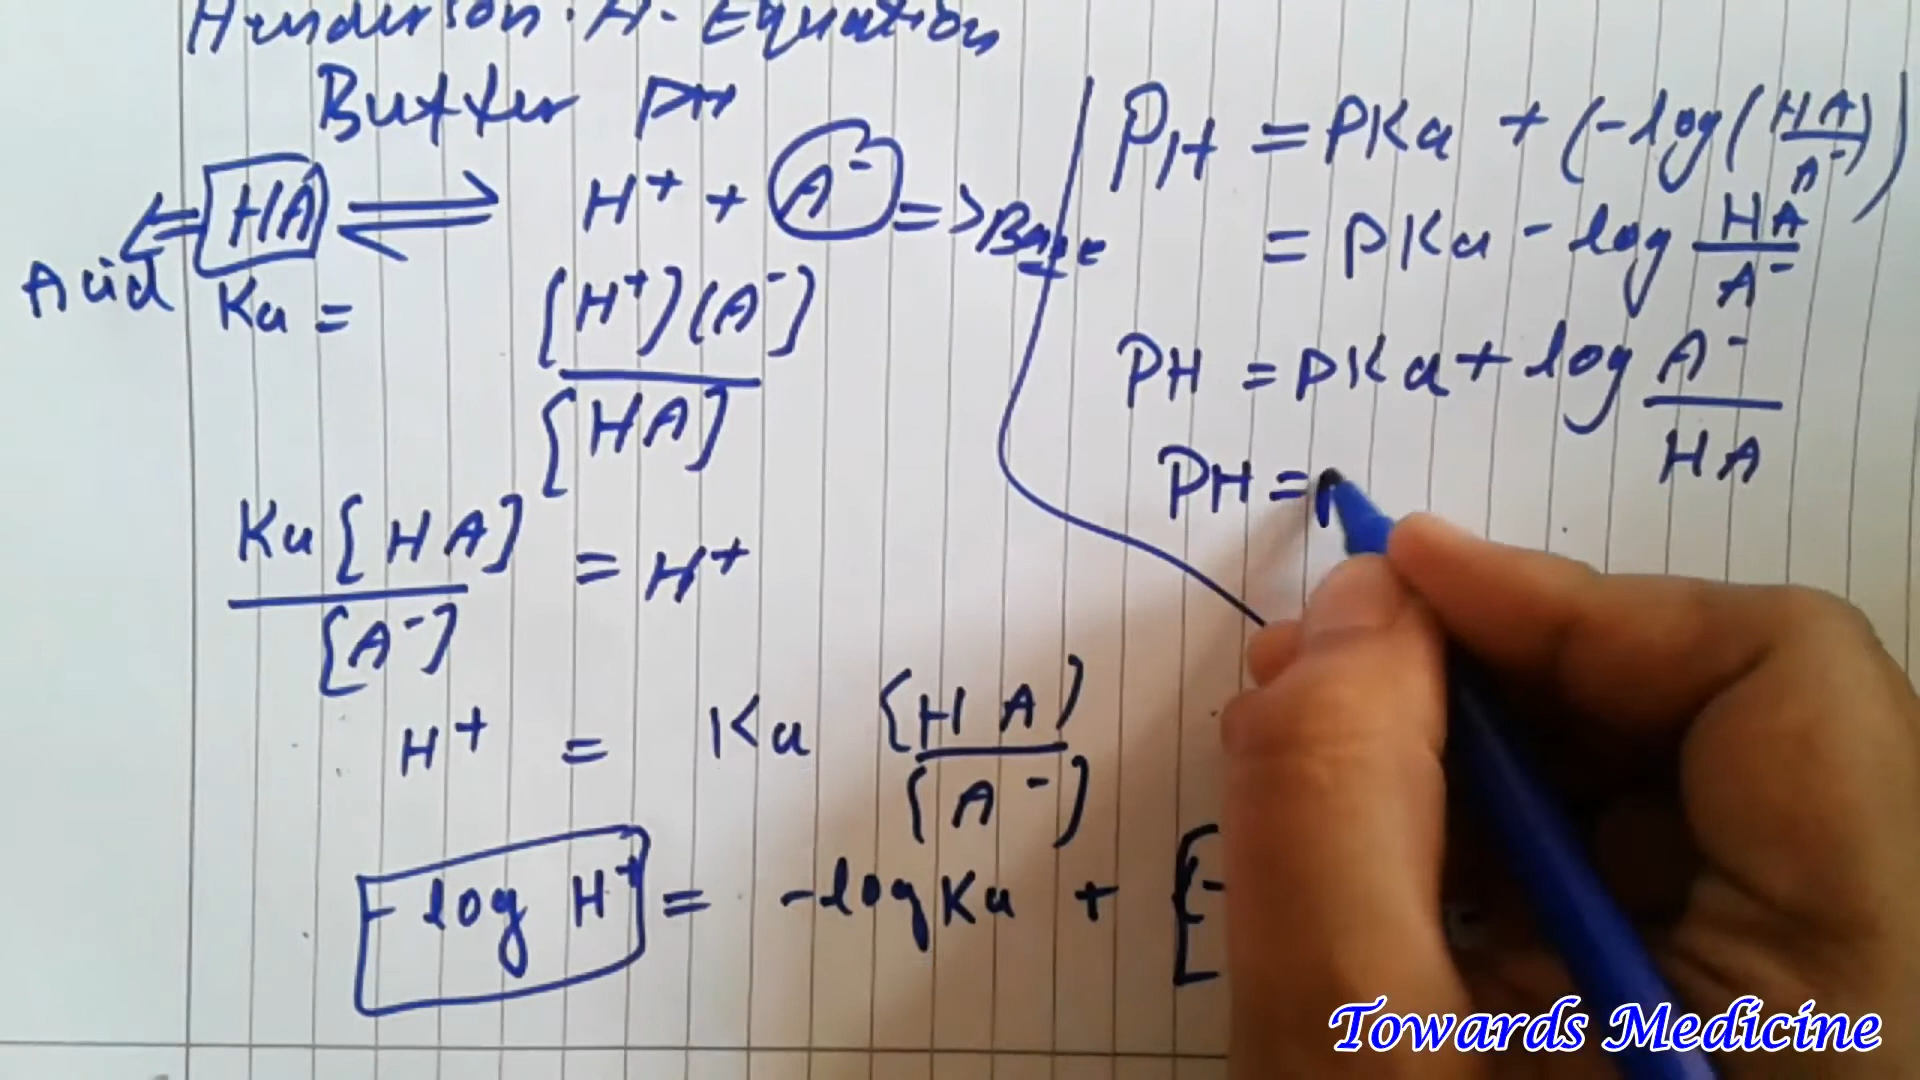 Henderson. H. Equation
Buffer PH
HA ⇌ H⁺ + A⁻ => Base
Acid
Ka = [H⁺](A⁻] / [HA]
Ka[HA] / [A⁻] = H⁺
H⁺ = Ka [HA) / [A⁻]
-log H⁺ = -log Ka + [-
PH = PKa + (-log(HA / A⁻))
= PKa - log HA / A⁻
PH = PKa + log A⁻ / HA
PH =
Towards Medicine